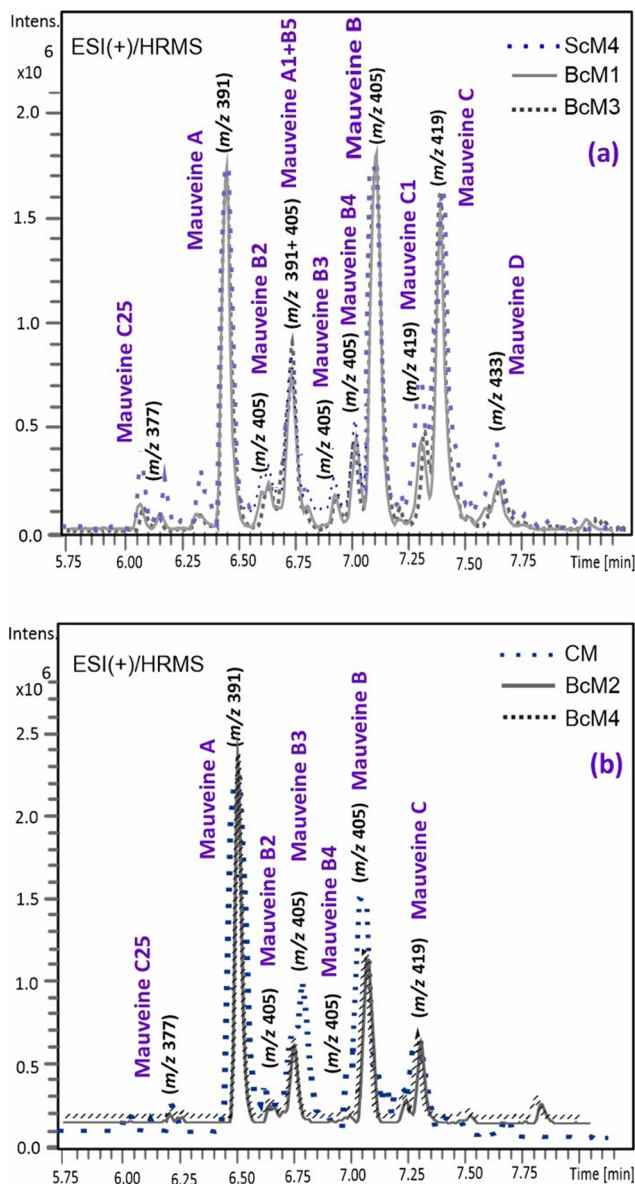 Intens.
6
x10
ESI(+)/HRMS
ScM4
BcM1
BcM3
(a)
Mauveine C25
(m/z 377)
Mauveine A
(m/z 391)
Mauveine B2
(m/z 405)
Mauveine A1+B5
(m/z 391+ 405)
Mauveine B3
(m/z 405)
Mauveine B4
(m/z 405)
Mauveine B
(m/z 405)
Mauveine C1
(m/z 419)
Mauveine C
(m/z 419)
Mauveine D
(m/z 433)
2.0
1.5
1.0
0.5
0.0
5.75 6.00 6.25 6.50 6.75 7.00 7.25 7.50 7.75 Time [min]
Intens.
x10 6
ESI(+)/HRMS
CM
BcM2
BcM4
(b)
Mauveine C25
(m/z 377)
Mauveine A
(m/z 391)
Mauveine B2
(m/z 405)
Mauveine B3
(m/z 405)
Mauveine B4
(m/z 405)
Mauveine B
(m/z 405)
Mauveine C
(m/z 419)
2.5
2.0
1.5
1.0
0.5
0.0
5.75 6.00 6.25 6.50 6.75 7.00 7.25 7.50 7.75 Time [min]